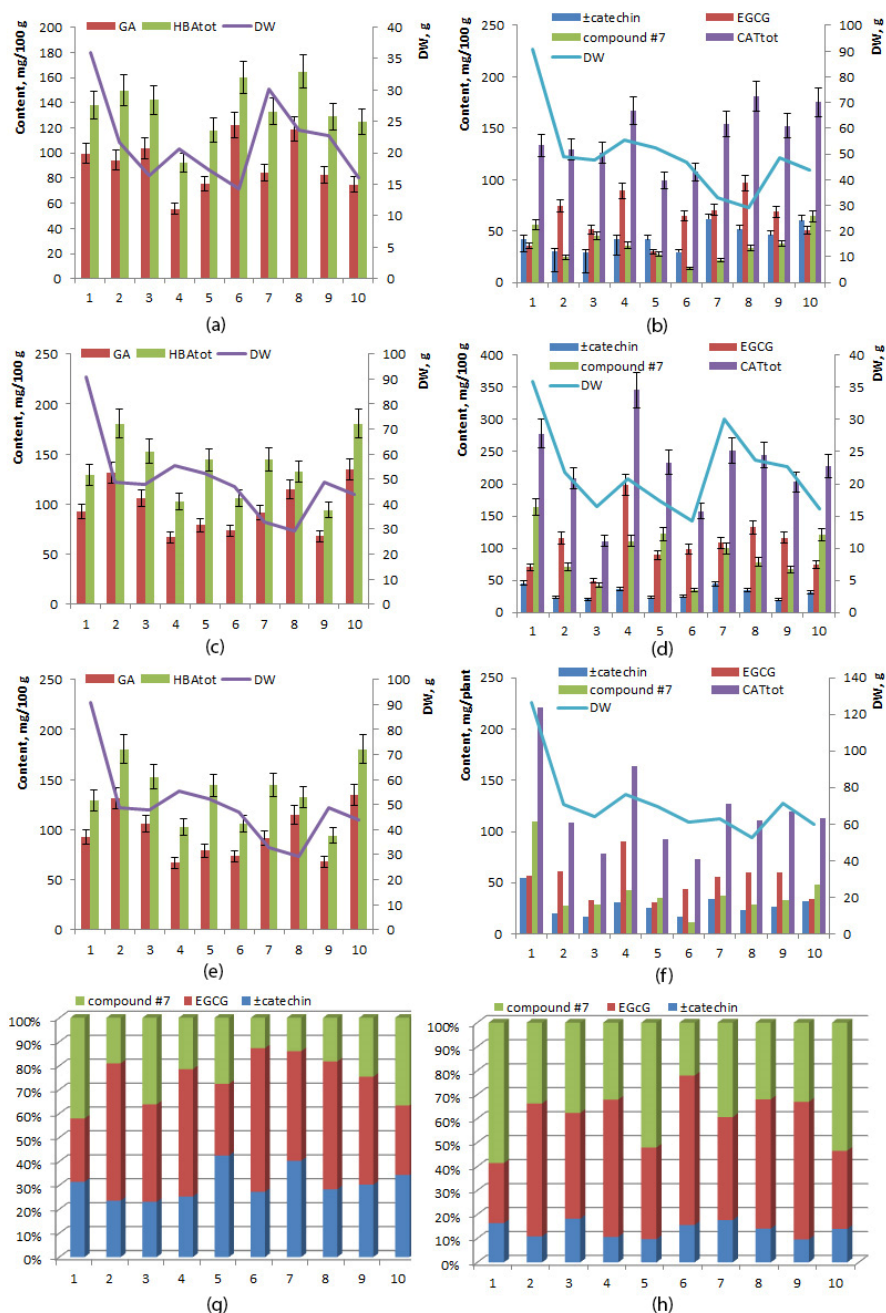 GA HBAtot DW
Content, mg/100 g
200
180
160
140
120
100
80
60
40
20
0
40
35
30
25
20
15
10
5
0
DW, g
1 2 3 4 5 6 7 8 9 10
(a)
±catechin EGCG
compound #7 CATtot
DW
Content, mg/100 g
250
200
150
100
50
0
100
90
80
70
60
50
40
30
20
10
0
DW, g
1 2 3 4 5 6 7 8 9 10
(b)
GA HBAtot DW
Content, mg/100 g
250
200
150
100
50
0
100
90
80
70
60
50
40
30
20
10
0
DW, g
1 2 3 4 5 6 7 8 9 10
(c)
±catechin EGCG
compound #7 CATtot
DW
Content, mg/100 g
400
350
300
250
200
150
100
50
0
40
35
30
25
20
15
10
5
0
DW, g
1 2 3 4 5 6 7 8 9 10
(d)
GA HBAtot DW
Content, mg/100 g
250
200
150
100
50
0
100
90
80
70
60
50
40
30
20
10
0
DW, g
1 2 3 4 5 6 7 8 9 10
(e)
±catechin EGCG
compound #7 CATtot
DW
Content, mg/plant
250
200
150
100
50
0
140
120
100
80
60
40
20
0
DW, g
1 2 3 4 5 6 7 8 9 10
(f)
compound #7 EGCG ±catechin
100%
90%
80%
70%
60%
50%
40%
30%
20%
10%
0%
1 2 3 4 5 6 7 8 9 10
(g)
compound #7 EGcG ±catechin
100%
90%
80%
70%
60%
50%
40%
30%
20%
10%
0%
1 2 3 4 5 6 7 8 9 10
(h)